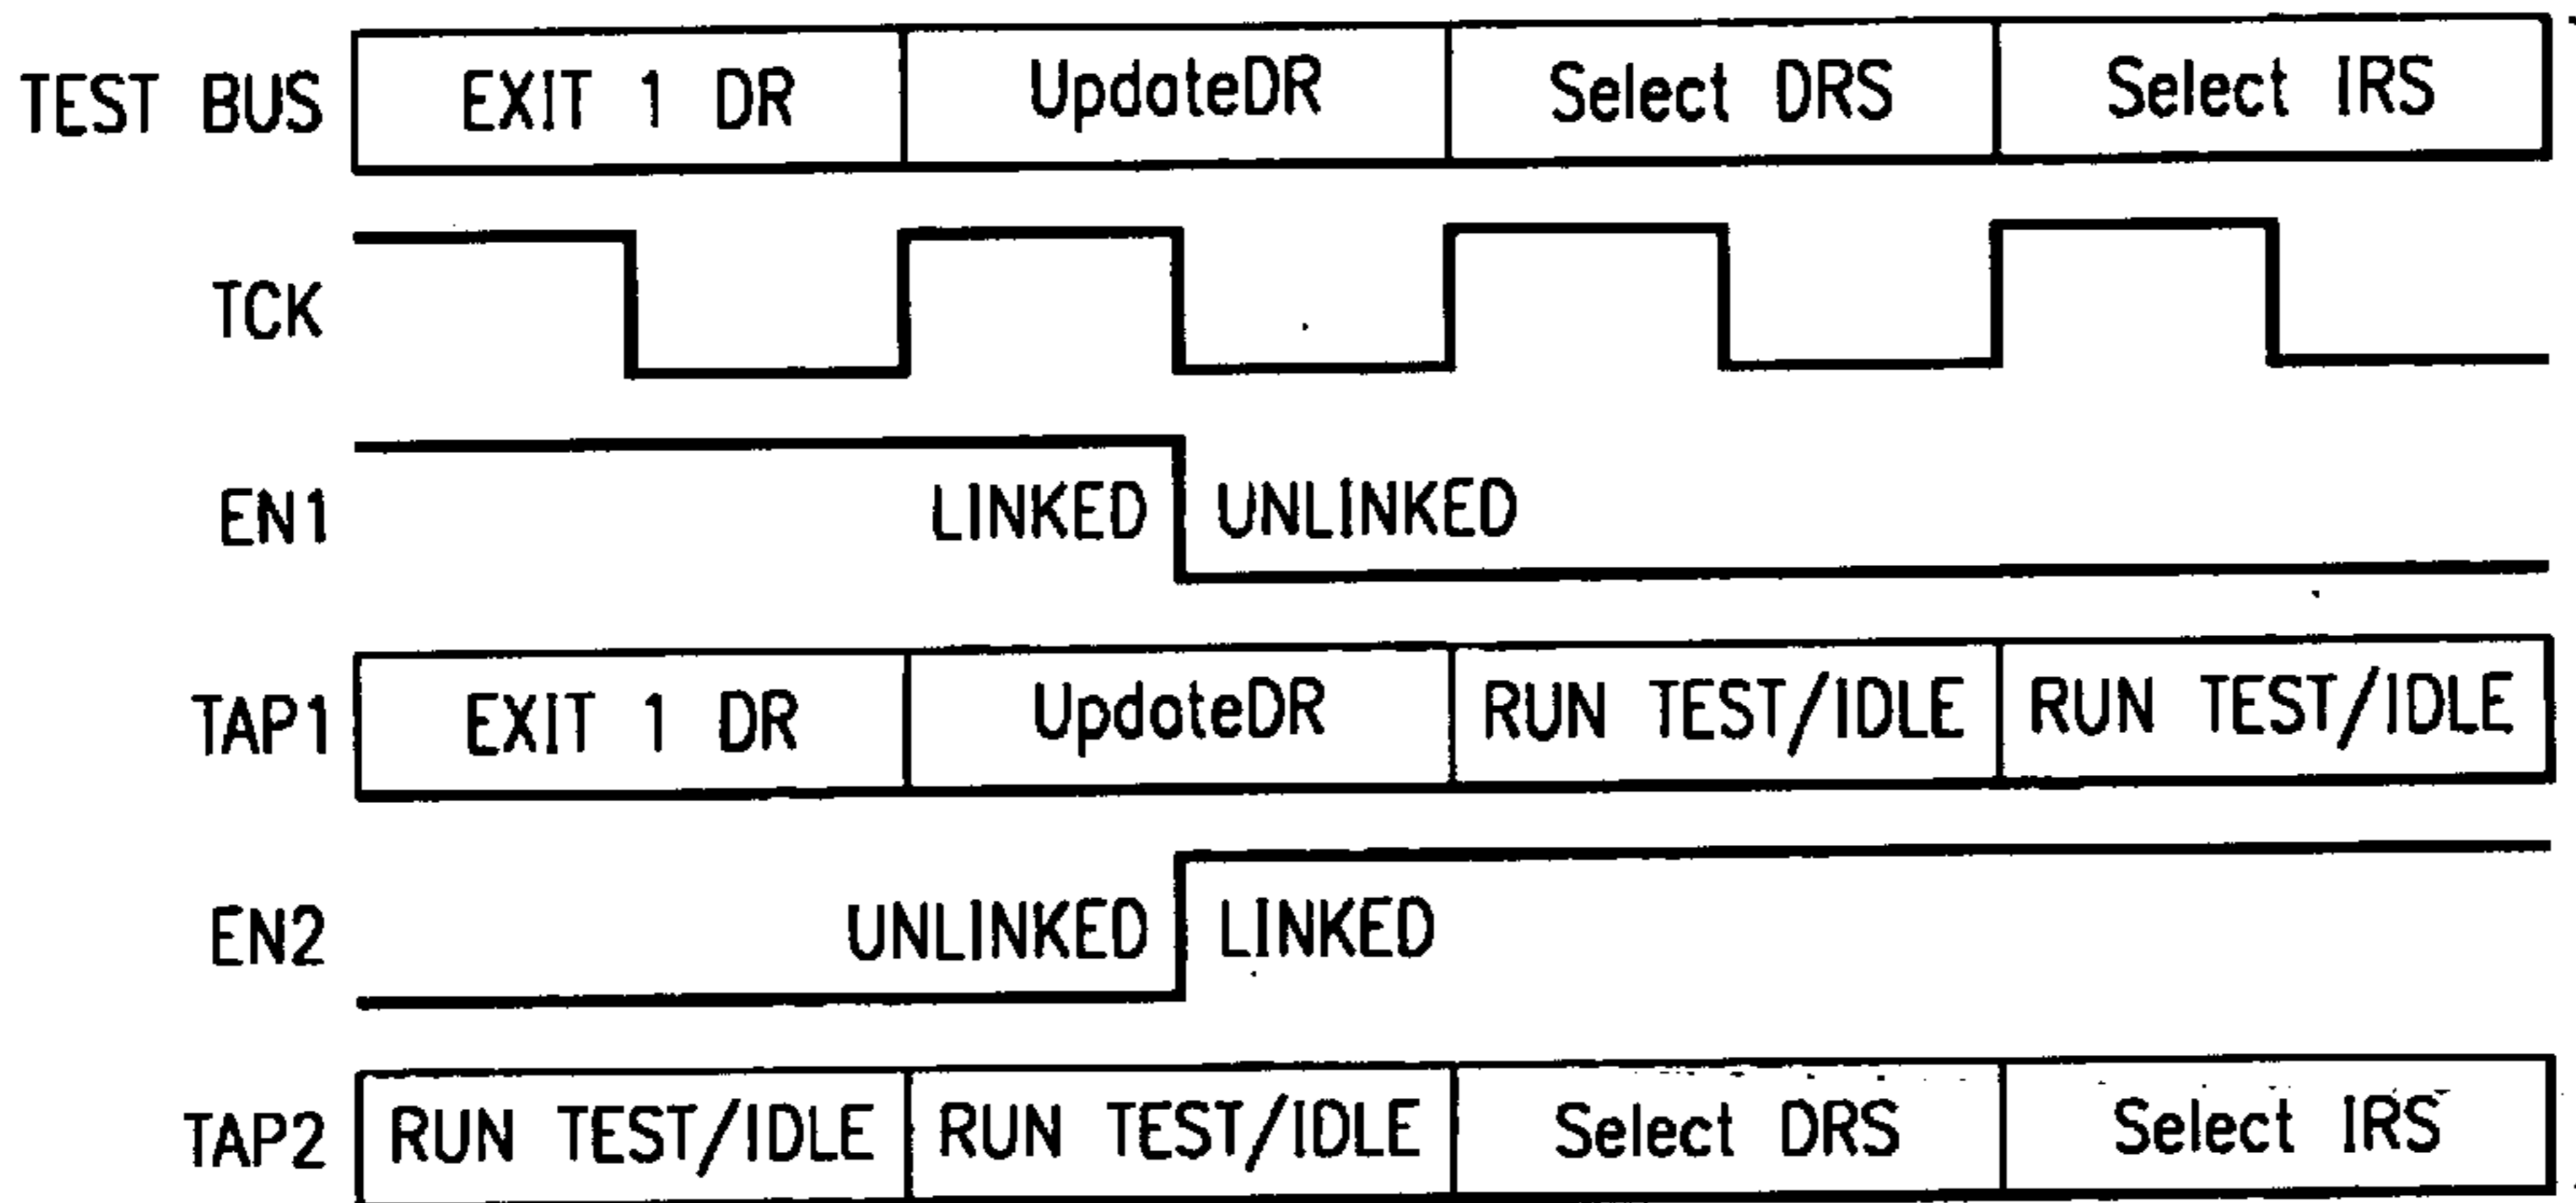 TEST BUS EXIT 1 DR UpdateDR Select DRS Select IRS
TCK
EN1 LINKED UNLINKED
TAP1 EXIT 1 DR UpdateDR RUN TEST/IDLE RUN TEST/IDLE
EN2 UNLINKED LINKED
TAP2 RUN TEST/IDLE RUN TEST/IDLE Select DRS Select IRS